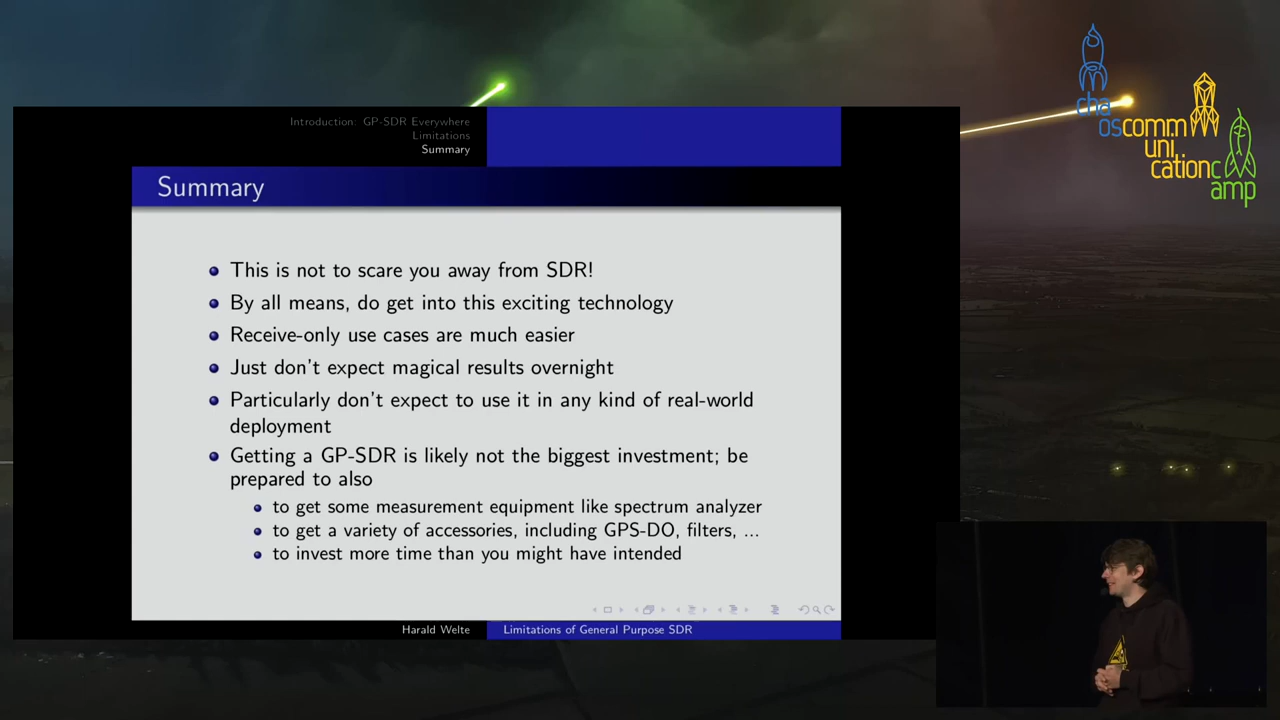 Introduction: GP-SDR Everywhere
Limitations
Summary
Summary
This is not to scare you away from SDR!
By all means, do get into this exciting technology
Receive-only use cases are much easier
Just don't expect magical results overnight
Particularly don't expect to use it in any kind of real-world
deployment
Getting a GP-SDR is likely not the biggest investment; be
prepared to also
to get some measurement equipment like spectrum analyzer
to get a variety of accessories, including GPS-DO, filters, ...
to invest more time than you might have intended
Harald Welte
Limitations of General Purpose SDR
cha
oscomm
uni
cationc
amp